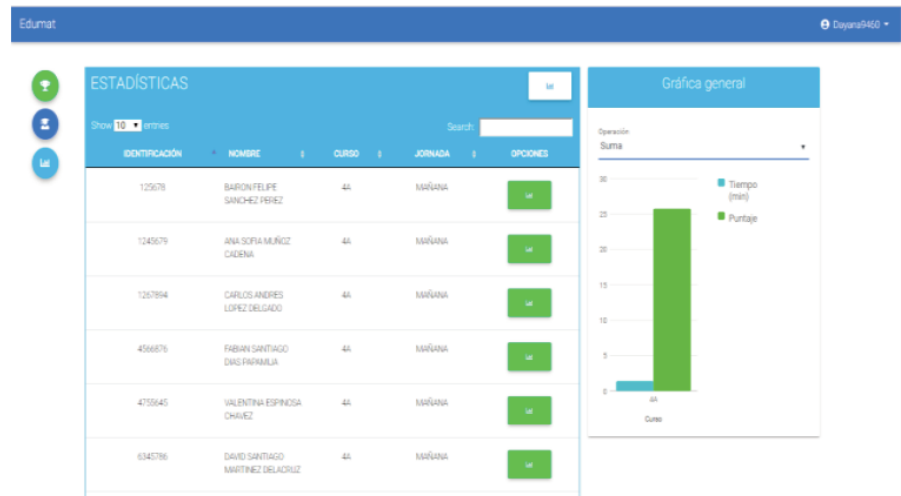 Edumat
Dayana9460
ESTADÍSTICAS
Show 10 entries
Search:
IDENTIFICACIÓN NOMBRE CURSO JORNADA OPCIONES
125678 BAIRON FELIPE SANCHEZ PEREZ 4A MAÑANA
1245679 ANA SOFIA MUÑOZ CADENA 4A MAÑANA
1267894 CARLOS ANDRES LOPEZ DELGADO 4A MAÑANA
4566876 FABIAN SANTIAGO DIAS PAPAMIJA 4A MAÑANA
4755645 VALENTINA ESPINOSA CHAVEZ 4A MAÑANA
6345786 DAVID SANTIAGO MARTINEZ DELACRUZ 4A MAÑANA
Gráfica general
Operación
Suma
30
25
20
15
10
5
0
Tiempo
(min)
Puntaje
4A
Curso